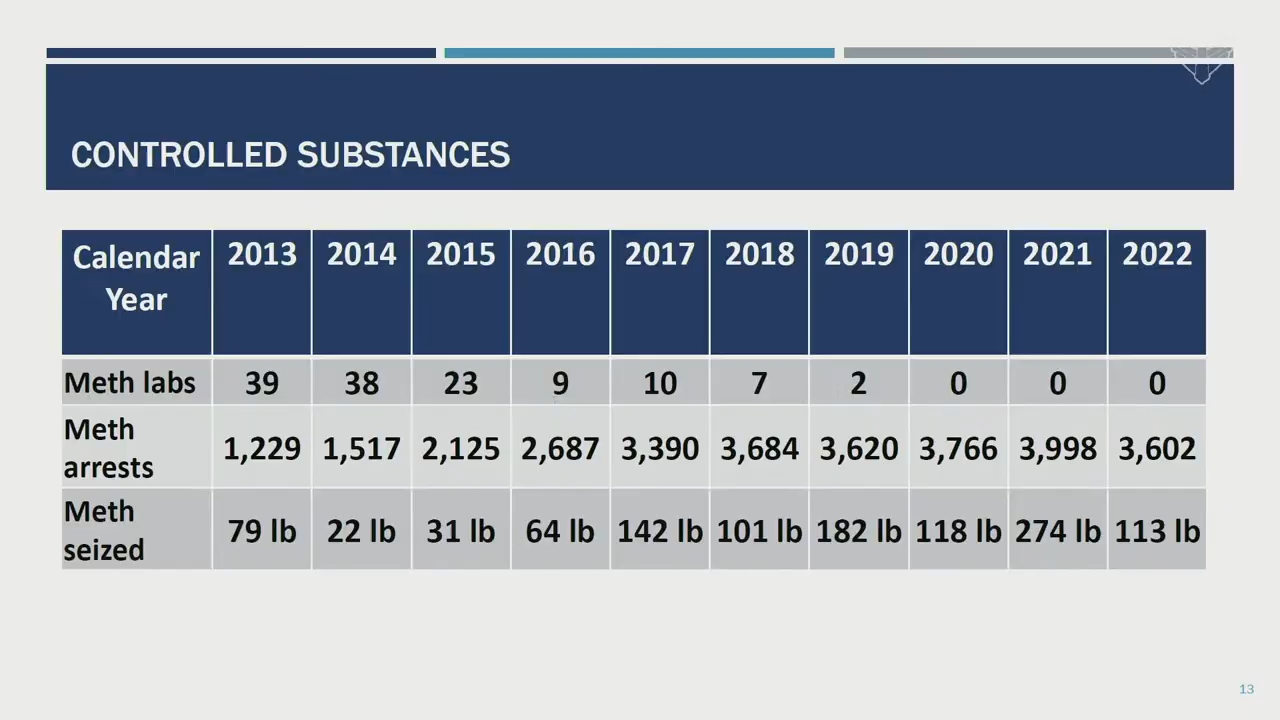 CONTROLLED SUBSTANCES
Calendar Year 2013 2014 2015 2016 2017 2018 2019 2020 2021 2022
Meth labs 39 38 23 9 10 7 2 0 0 0
Meth arrests 1,229 1,517 2,125 2,687 3,390 3,684 3,620 3,766 3,998 3,602
Meth seized 79 lb 22 lb 31 lb 64 lb 142 lb 101 lb 182 lb 118 lb 274 lb 113 lb
13